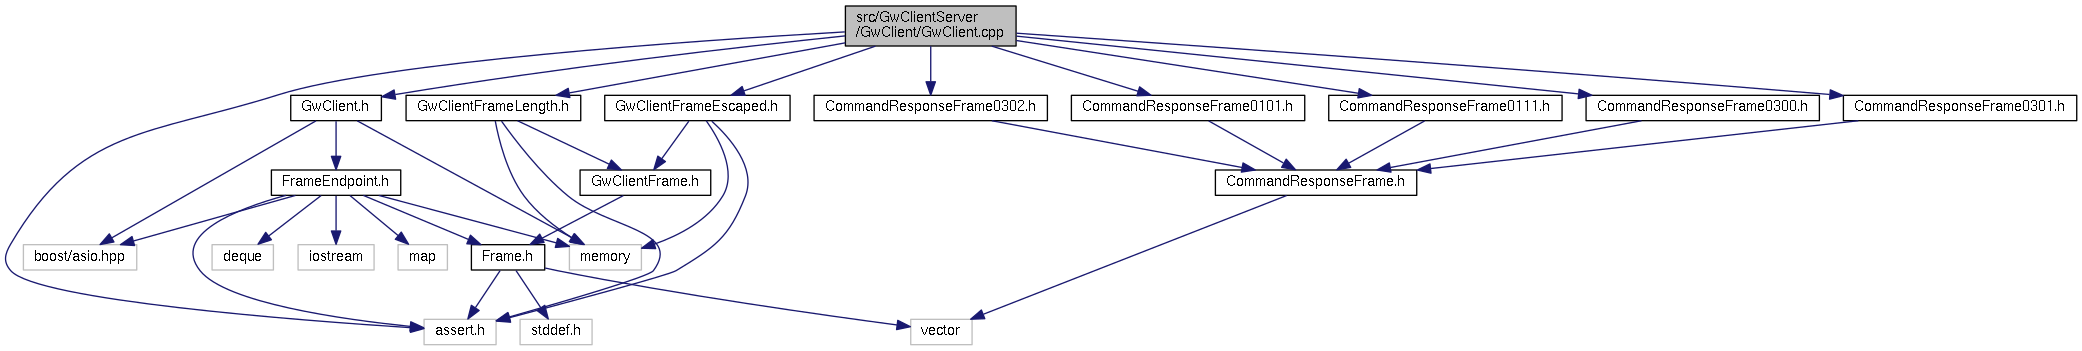 src/GwClientServer
/GwClient/GwClient.cpp
GwClient.h
GwClientFrameLength.h
GwClientFrameEscaped.h
CommandResponseFrame0302.h
CommandResponseFrame0101.h
CommandResponseFrame0111.h
CommandResponseFrame0300.h
CommandResponseFrame0301.h
FrameEndpoint.h
GwClientFrame.h
CommandResponseFrame.h
boost/asio.hpp
deque
iostream
map
Frame.h
memory
assert.h
stddef.h
vector